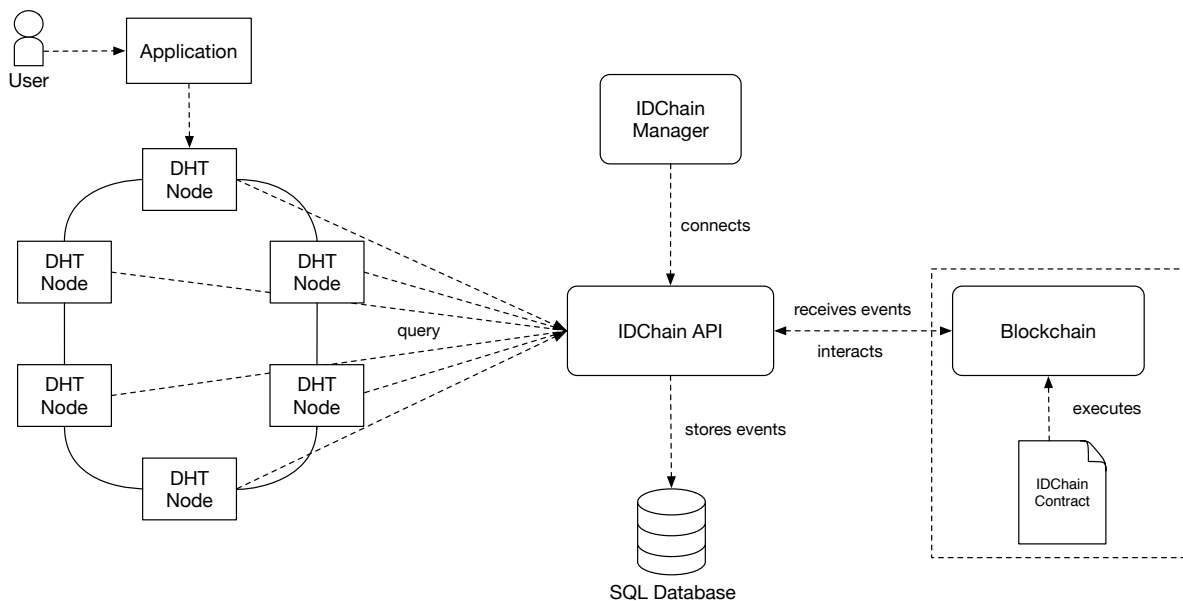 User
Application
IDChain
Manager
DHT
Node
connects
DHT
Node
DHT
Node
query
IDChain API
receives events
interacts
Blockchain
DHT
Node
DHT
Node
stores events
executes
DHT
Node
IDChain
Contract
SQL Database